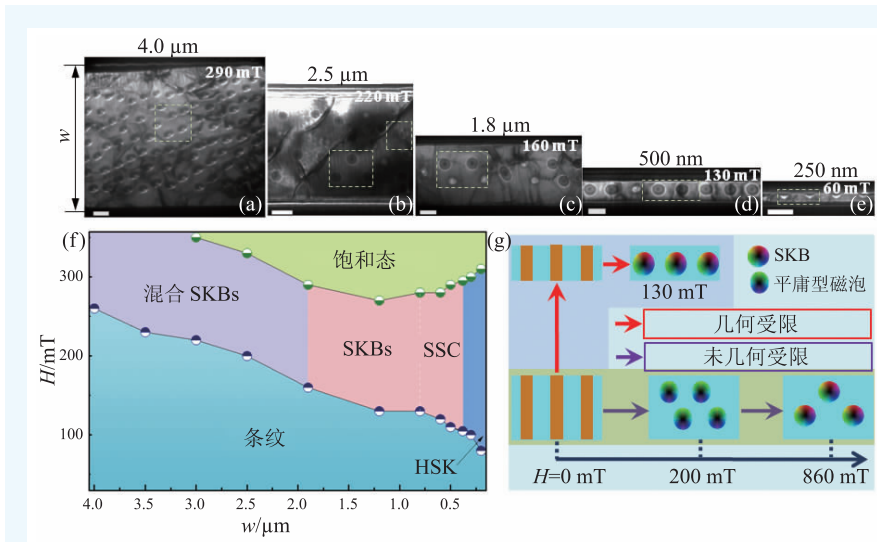 4.0 µm
290 mT
w
(a)
2.5 µm
220 mT
(b)
1.8 µm
160 mT
(c)
500 nm
130 mT
(d)
250 nm
60 mT
(e)
(f)
饱和态
混合 SKBs
SKBs
SSC
条纹
HSK
H/mT
300
200
100
4.0 3.5 3.0 2.5 2.0 1.5 1.0 0.5
w/µm
(g)
130 mT
SKB
平庸型磁泡
几何受限
未几何受限
H=0 mT 200 mT 860 mT